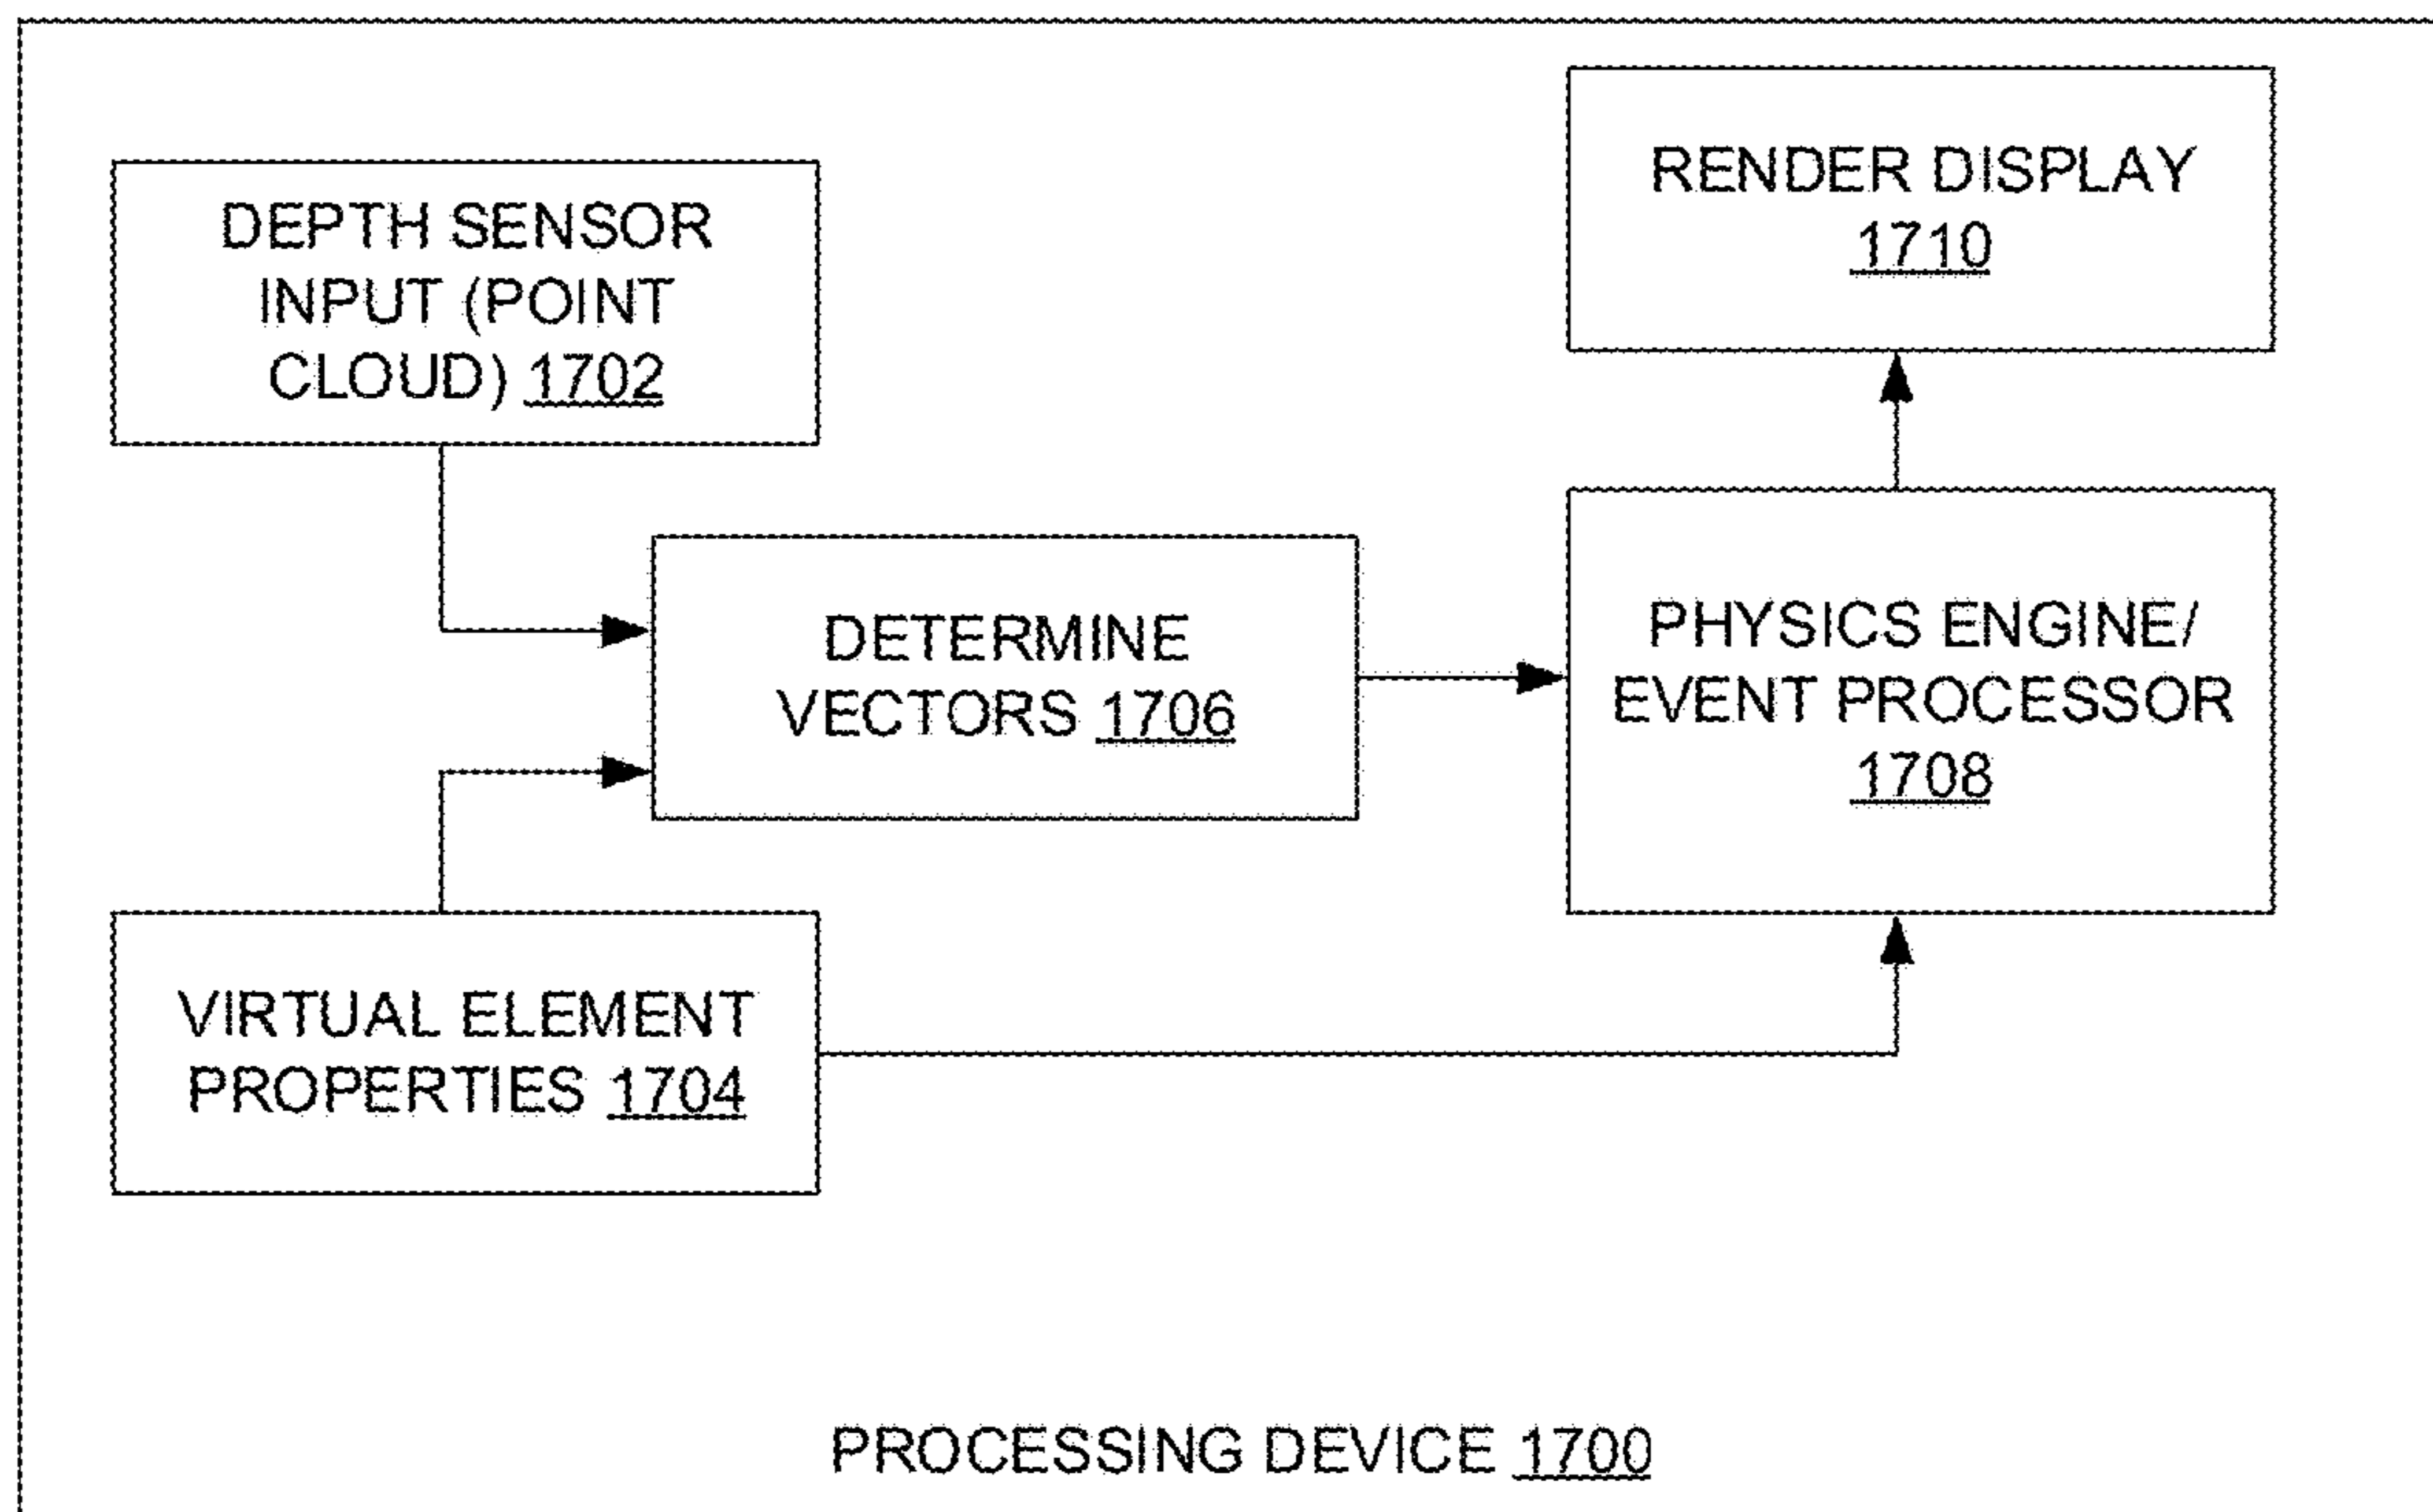 DEPTH SENSOR
INPUT (POINT
CLOUD) 1702
RENDER DISPLAY
1710
DETERMINE
VECTORS 1706
PHYSICS ENGINE/
EVENT PROCESSOR
1708
VIRTUAL ELEMENT
PROPERTIES 1704
PROCESSING DEVICE 1700